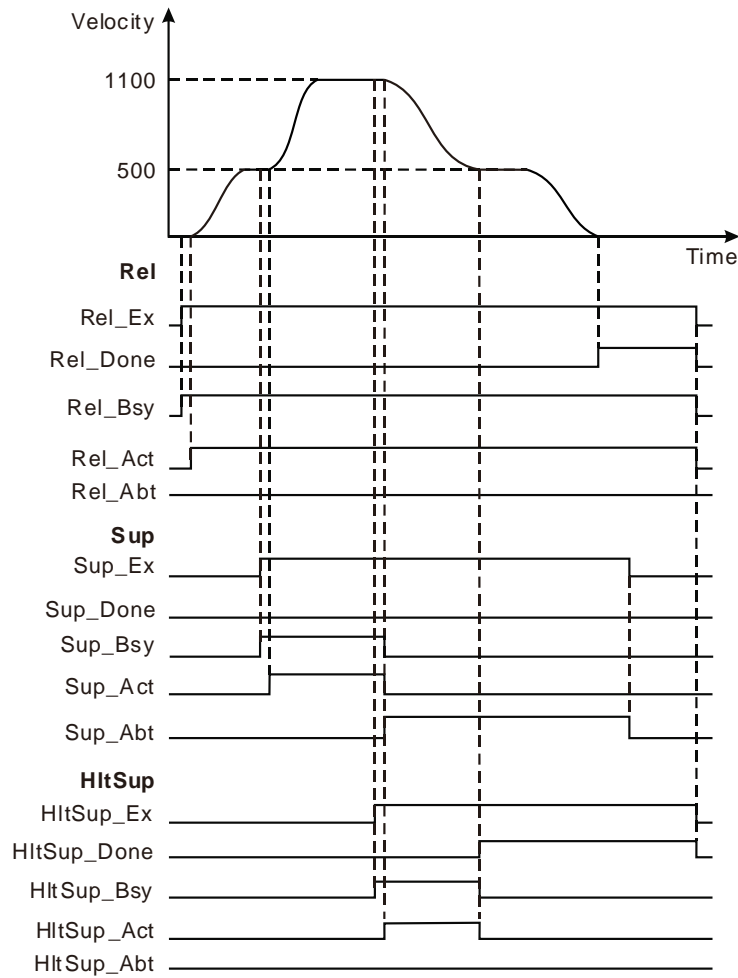 Velocity
1100
500
Time
Rel
Rel_Ex
Rel_Done
Rel_Bsy
Rel_Act
Rel_Abt
Sup
Sup_Ex
Sup_Done
Sup_Bsy
Sup_Act
Sup_Abt
HltSup
HltSup_Ex
HltSup_Done
HltSup_Bsy
HltSup_Act
HltSup_Abt